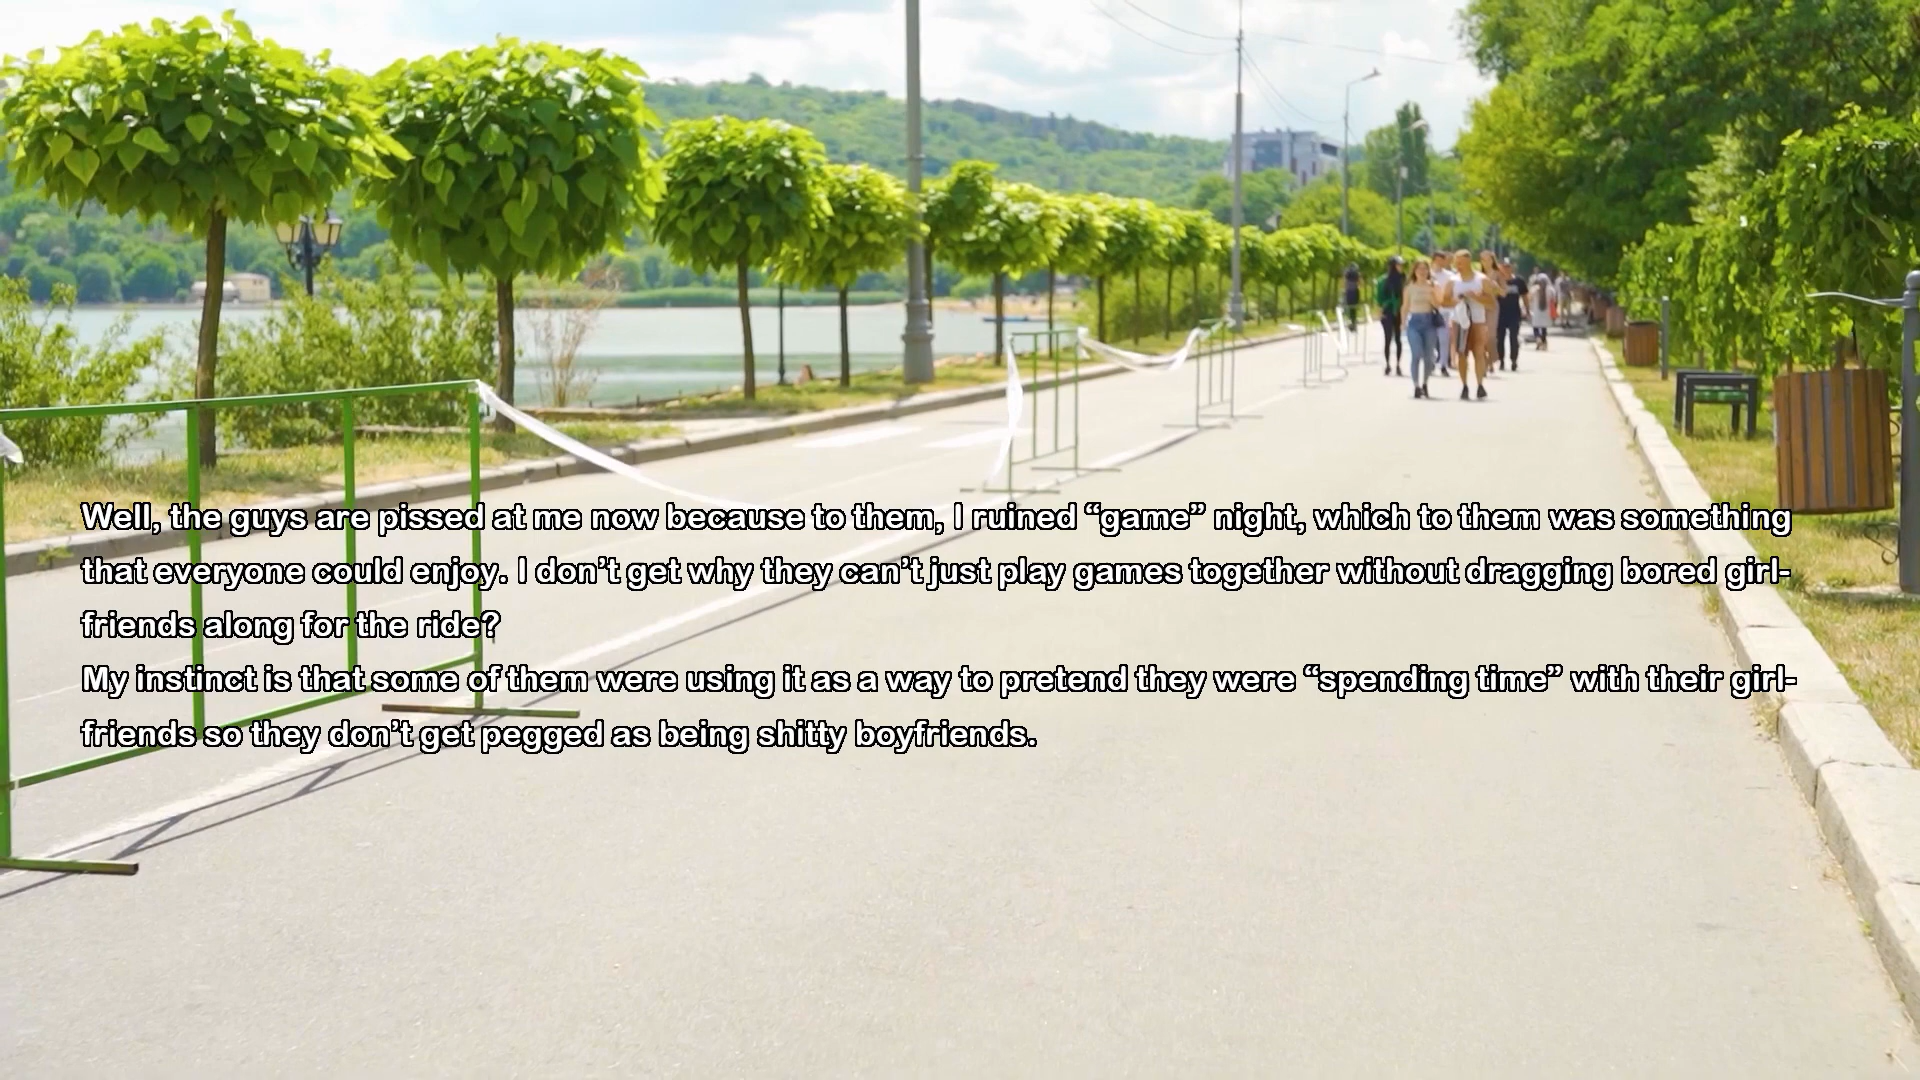 Well, the guys are pissed at me now because to them, I ruined “game” night, which to them was something
that everyone could enjoy. I don’t get why they can’t just play games together without dragging bored girl-
friends along for the ride?
My instinct is that some of them were using it as a way to pretend they were “spending time” with their girl-
friends so they don’t get pegged as being shitty boyfriends.